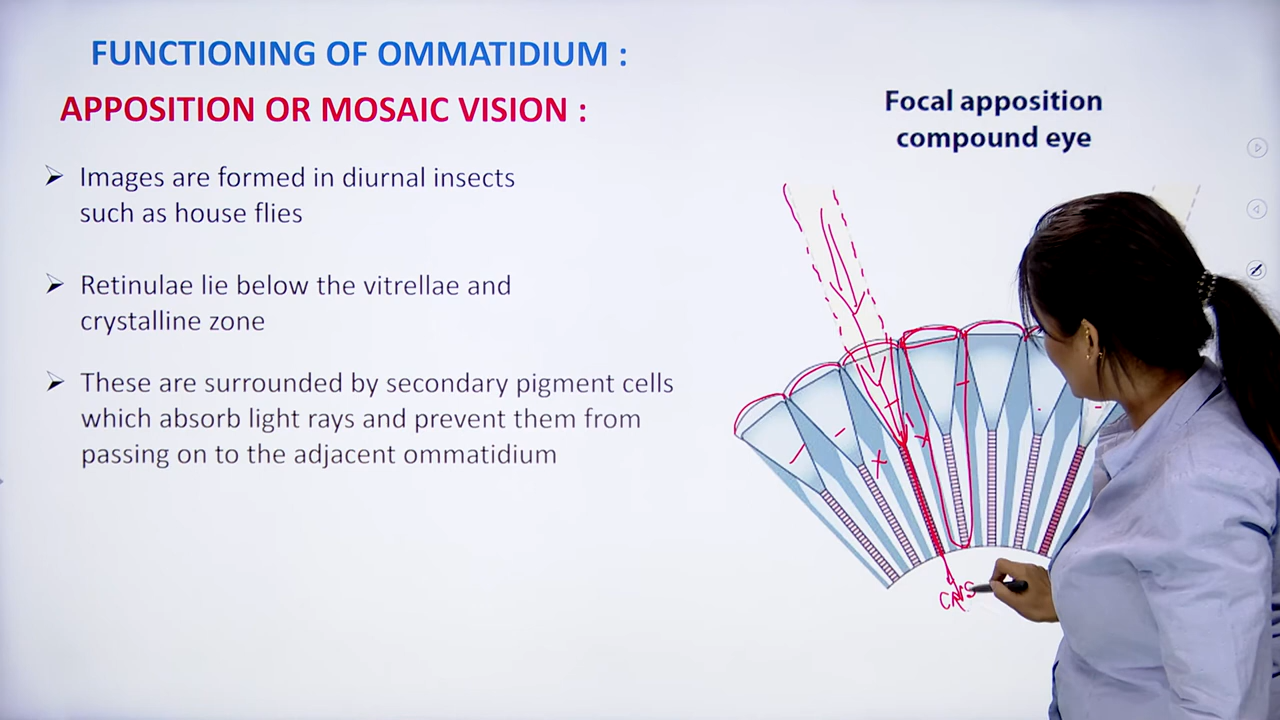 FUNCTIONING OF OMMATIDIUM :
APPOSITION OR MOSAIC VISION :
Images are formed in diurnal insects
such as house flies
Retinulae lie below the vitrellae and
crystalline zone
These are surrounded by secondary pigment cells
which absorb light rays and prevent them from
passing on to the adjacent ommatidium
Focal apposition
compound eye
CNS